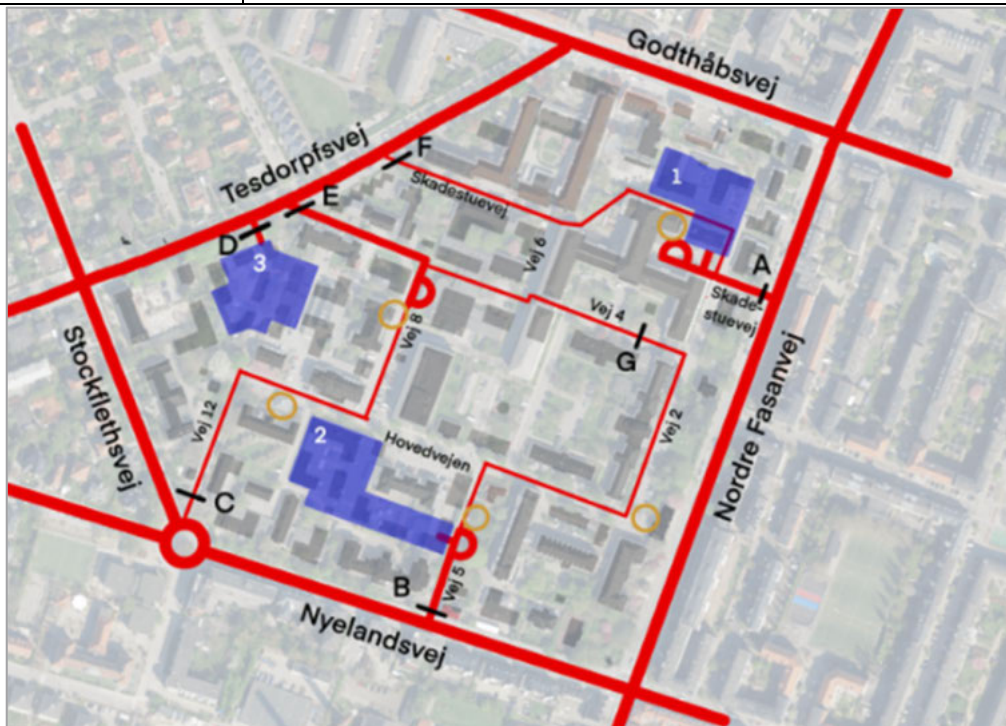 Godthåbsvej
Tesdorpfsvej
F
Skadestuevej
1
E
D
3
Vej 6
A
Skade-
stuevej
Vej 4
G
Vej 8
Stockflethsvej
Vej 12
2
Hovedvejen
Vej 2
Nordre Fasanvej
C
B
Vej 5
Nyelandsvej